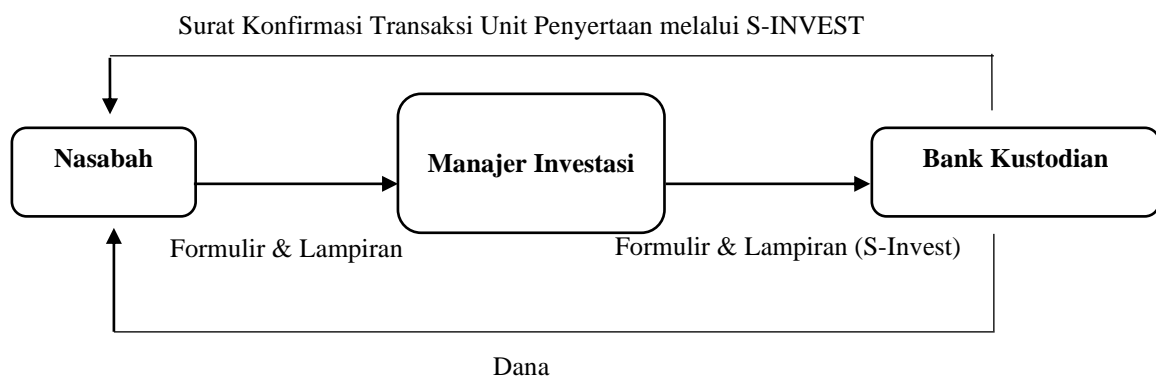 Surat Konfirmasi Transaksi Unit Penyertaan melalui S-INVEST
Nasabah
Manajer Investasi
Bank Kustodian
Formulir & Lampiran
Formulir & Lampiran (S-Invest)
Dana